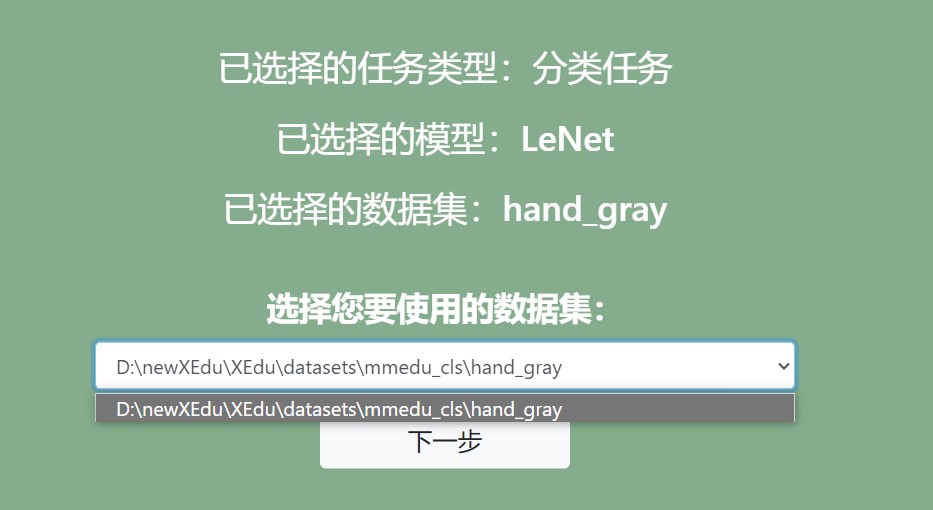 已选择的任务类型：分类任务
已选择的模型：LeNet
已选择的数据集：hand_gray
选择您要使用的数据集：
D:\newXEdu\XEdu\datasets\mmedu_cls\hand_gray
D:\newXEdu\XEdu\datasets\mmedu_cls\hand_gray
下一步